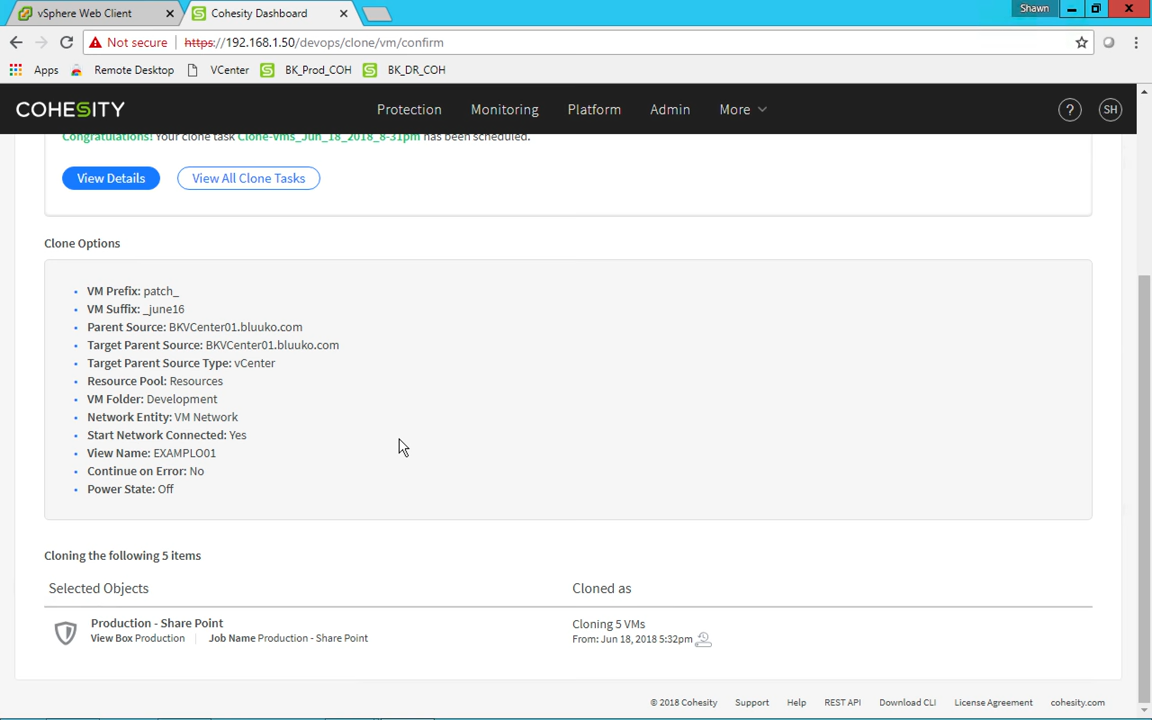 vSphere Web Client
Cohesity Dashboard
Shawn
Not secure https://192.168.1.50/devops/clone/vm/confirm
Apps Remote Desktop VCenter BK_Prod_COH BK_DR_COH
COHESITY Protection Monitoring Platform Admin More ? SH
Congratulations! Your clone task Clone-Vms_Jun_18_2018_8-31pm has been scheduled.
View Details View All Clone Tasks
Clone Options
VM Prefix: patch_
VM Suffix: _june16
Parent Source: BKVCenter01.bluuko.com
Target Parent Source: BKVCenter01.bluuko.com
Target Parent Source Type: vCenter
Resource Pool: Resources
VM Folder: Development
Network Entity: VM Network
Start Network Connected: Yes
View Name: EXAMPLO01
Continue on Error: No
Power State: Off
Cloning the following 5 items
Selected Objects Cloned as
Production - Share Point Cloning 5 VMs
View Box Production Job Name Production - Share Point From: Jun 18, 2018 5:32pm
© 2018 Cohesity Support Help REST API Download CLI License Agreement cohesity.com